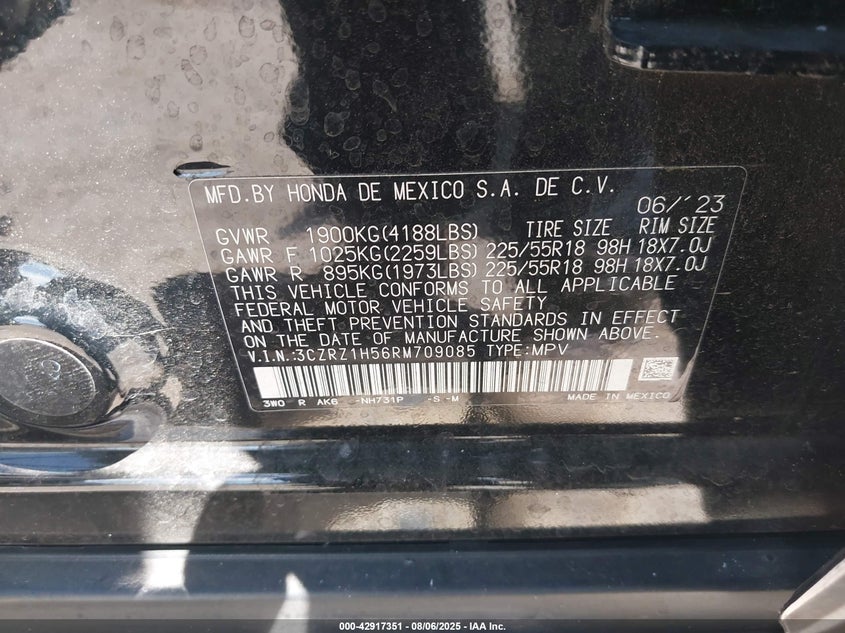 MFD.BY HONDA DE MEXICO S.A. DE C.V. 06/'23
GVWR 1900KG(4188LBS) TIRE SIZE RIM SIZE
GAWR F 1025KG(2259LBS) 225/55R18 98H 18X7.0J
GAWR R 895KG(1973LBS) 225/55R18 98H 18X7.0J
THIS VEHICLE CONFORMS TO ALL APPLICABLE
FEDERAL MOTOR VEHICLE SAFETY
AND THEFT PREVENTION STANDARDS IN EFFECT
ON THE DATE OF MANUFACTURE SHOWN ABOVE.
V.I.N.:3CZRZ1H56RM709085 TYPE:MPV
3W0 R AK6 -NH731P -S -M MADE IN MEXICO
000-42917351 - 08/06/2025 - IAA Inc.